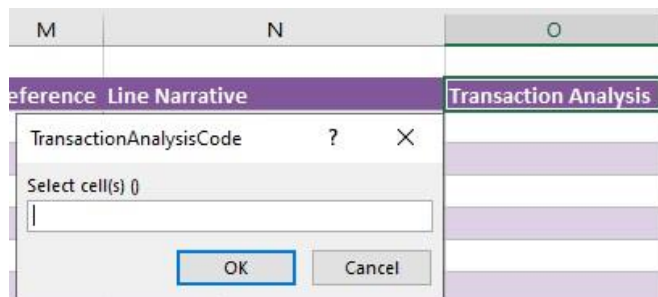 M N O
eference Line Narrative Transaction Analysis
TransactionAnalysisCode ? ×
Select cell(s) ()
OK Cancel